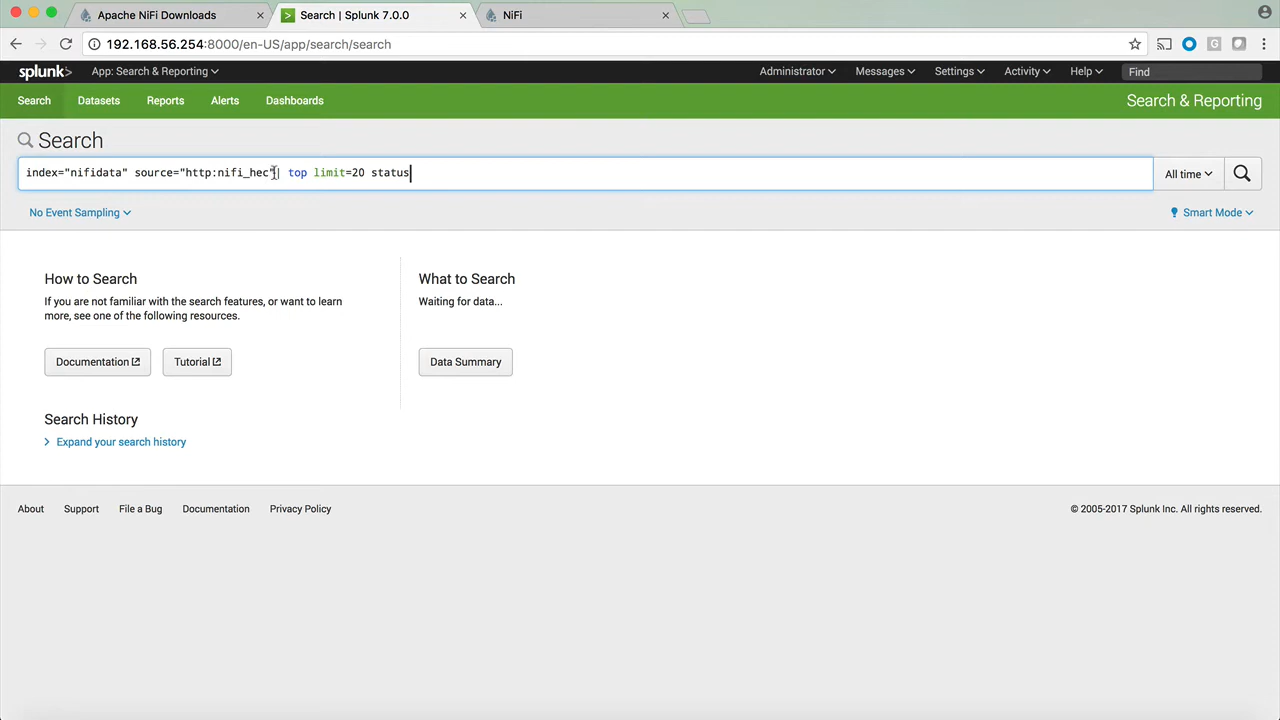 Apache NiFi Downloads
Search | Splunk 7.0.0
NiFi
192.168.56.254:8000/en-US/app/search/search
splunk>
App: Search & Reporting
Administrator
Messages
Settings
Activity
Help
Find
Search
Datasets
Reports
Alerts
Dashboards
Search & Reporting
Search
index="nifidata" source="http:nifi_hec"| top limit=20 status
All time
No Event Sampling
Smart Mode
How to Search
If you are not familiar with the search features, or want to learn
more, see one of the following resources.
Documentation
Tutorial
What to Search
Waiting for data...
Data Summary
Search History
Expand your search history
About
Support
File a Bug
Documentation
Privacy Policy
© 2005-2017 Splunk Inc. All rights reserved.